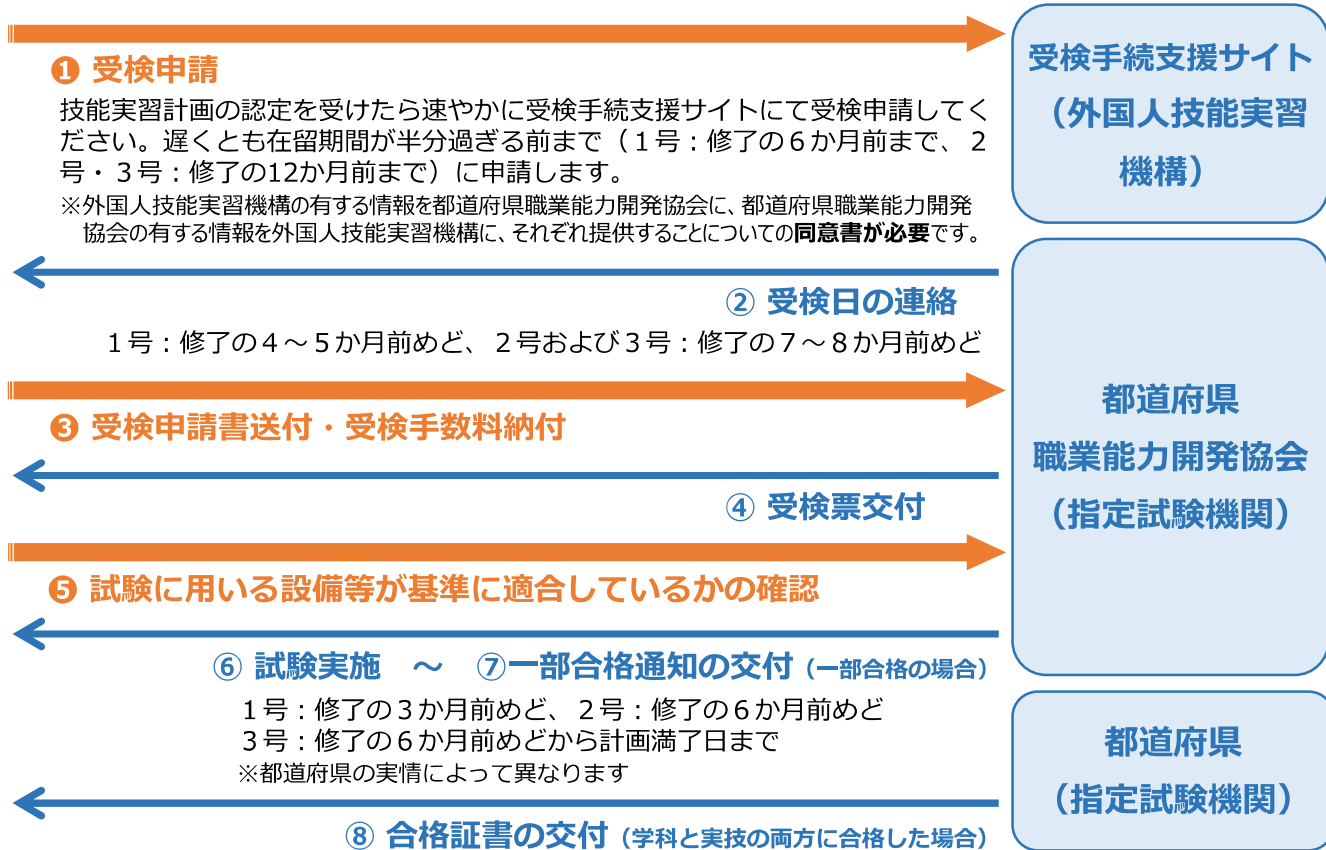 ❶ 受検申請
技能実習計画の認定を受けたら速やかに受検手続支援サイトにて受検申請してく
ださい。遅くとも在留期間が半分過ぎる前まで（１号：修了の６か月前まで、２
号・３号：修了の12か月前まで）に申請します。
※外国人技能実習機構の有する情報を都道府県職業能力開発協会に、都道府県職業能力開発
協会の有する情報を外国人技能実習機構に、それぞれ提供することについての同意書が必要です。
受検手続支援サイト
（外国人技能実習
機構）
② 受検日の連絡
１号：修了の４～５か月前めど、２号および３号：修了の７～８か月前めど
❸ 受検申請書送付・受検手数料納付
④ 受検票交付
❺ 試験に用いる設備等が基準に適合しているかの確認
都道府県
職業能力開発協会
（指定試験機関）
⑥ 試験実施　～　⑦一部合格通知の交付（一部合格の場合）
１号：修了の３か月前めど、２号：修了の６か月前めど
３号：修了の６か月前めどから計画満了日まで
※都道府県の実情によって異なります
⑧ 合格証書の交付（学科と実技の両方に合格した場合）
都道府県
（指定試験機関）